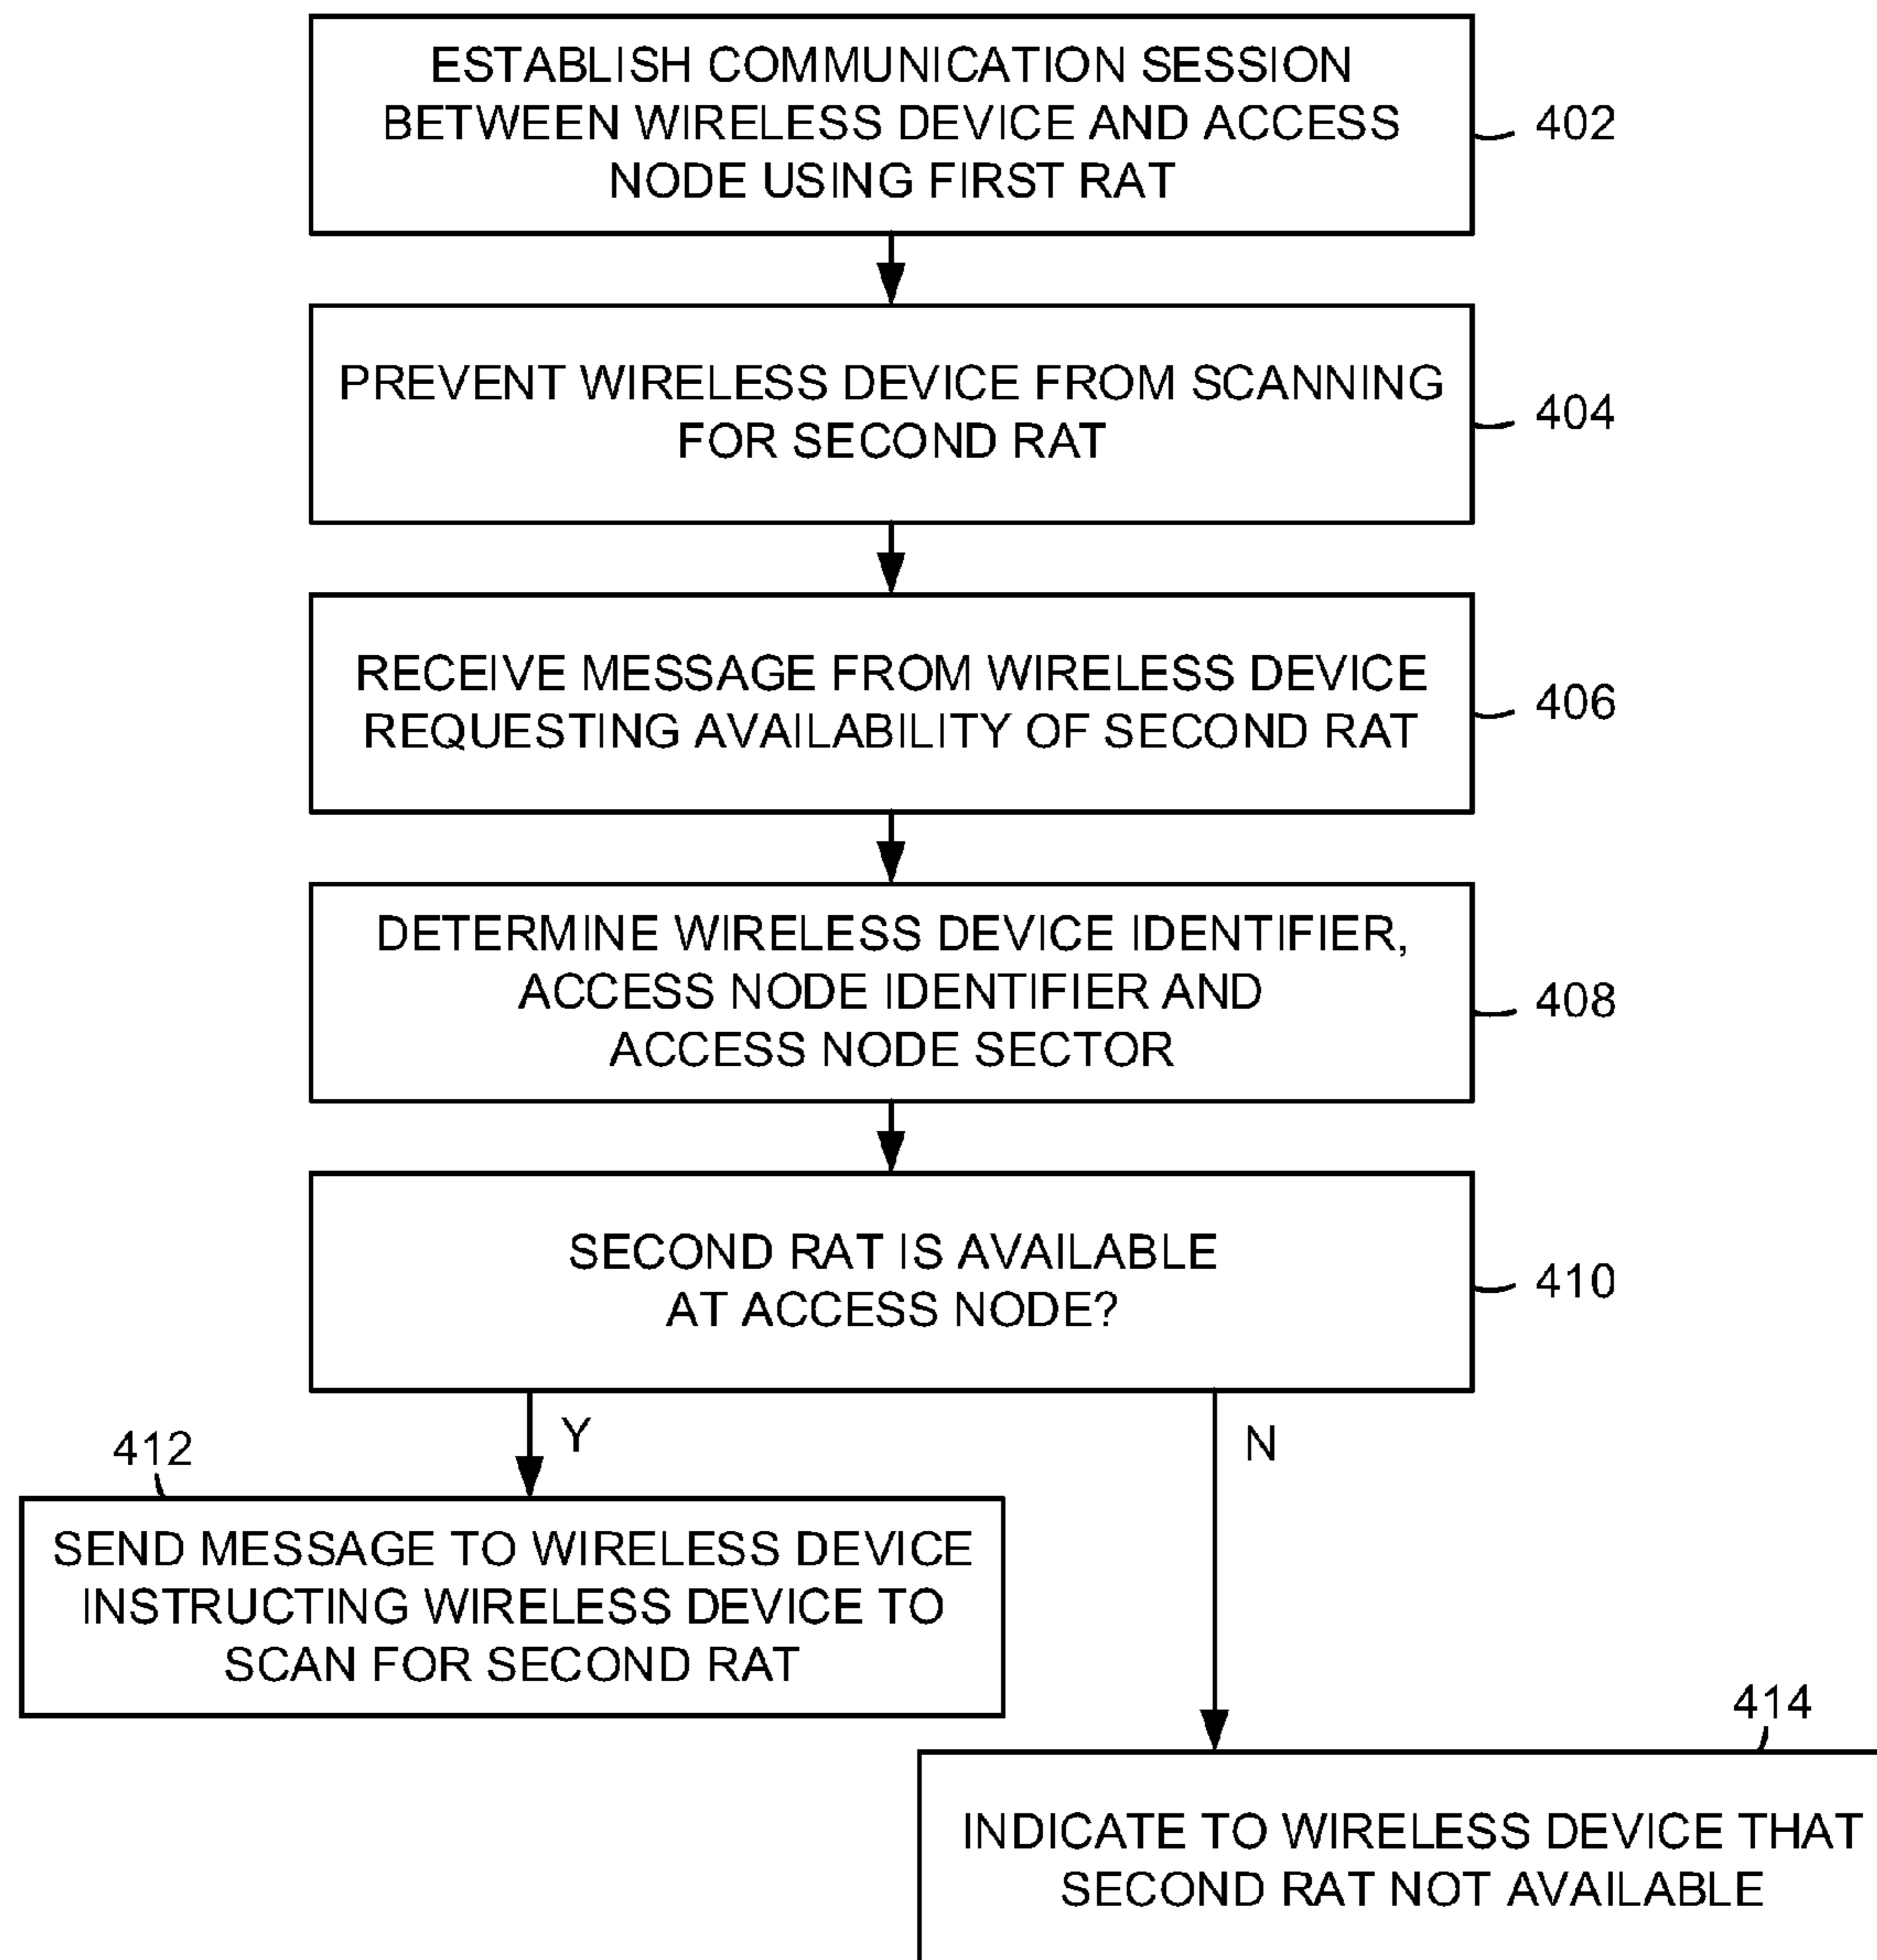 ESTABLISH COMMUNICATION SESSION
BETWEEN WIRELESS DEVICE AND ACCESS
NODE USING FIRST RAT
402
PREVENT WIRELESS DEVICE FROM SCANNING
FOR SECOND RAT
404
RECEIVE MESSAGE FROM WIRELESS DEVICE
REQUESTING AVAILABILITY OF SECOND RAT
406
DETERMINE WIRELESS DEVICE IDENTIFIER,
ACCESS NODE IDENTIFIER AND
ACCESS NODE SECTOR
408
SECOND RAT IS AVAILABLE
AT ACCESS NODE?
410
Y
N
412
SEND MESSAGE TO WIRELESS DEVICE
INSTRUCTING WIRELESS DEVICE TO
SCAN FOR SECOND RAT
414
INDICATE TO WIRELESS DEVICE THAT
SECOND RAT NOT AVAILABLE